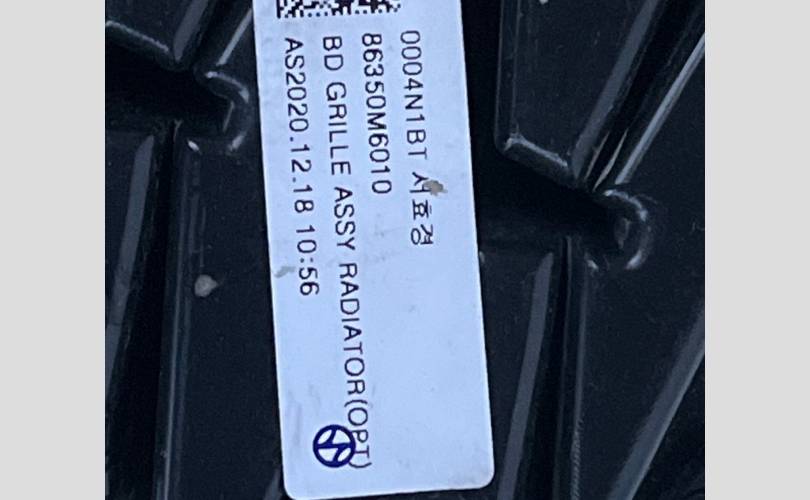 0004N1BT 서효경
86350M6010
BD GRILLE ASSY RADIATOR(OPT)
AS2020.12.18 10:56